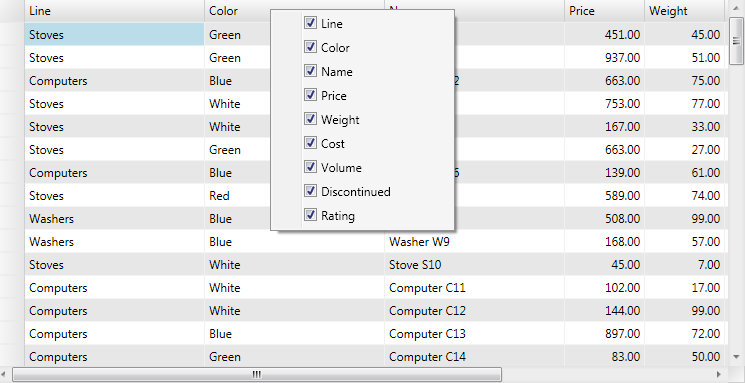 Line Color Price Weight
Stoves Green 451.00 45.00
Stoves Green 937.00 51.00
Computers Blue 663.00 75.00
Stoves White 753.00 77.00
Stoves White 167.00 33.00
Stoves Green 663.00 27.00
Computers Blue 139.00 61.00
Stoves Red 589.00 74.00
Washers Blue 508.00 99.00
Washers Blue Washer W9 168.00 57.00
Stoves White Stove S10 45.00 7.00
Computers White Computer C11 102.00 17.00
Computers White Computer C12 144.00 99.00
Computers Blue Computer C13 897.00 72.00
Computers Green Computer C14 83.00 50.00
Line
Color
Name
Price
Weight
Cost
Volume
Discontinued
Rating